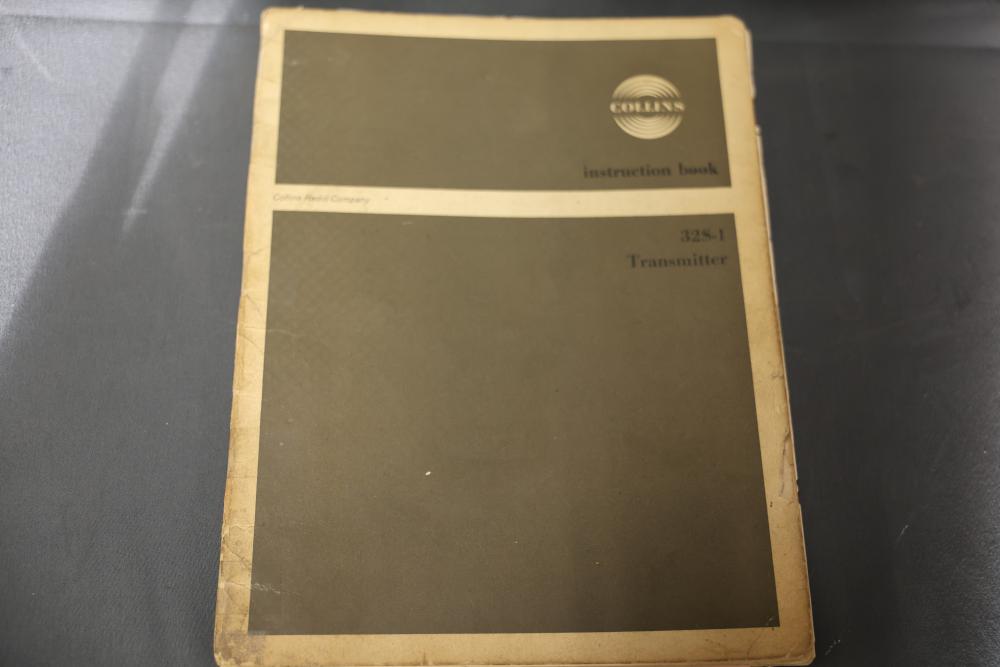 COLLINS
instruction book
Collins Radio Company
32S-1
Transmitter